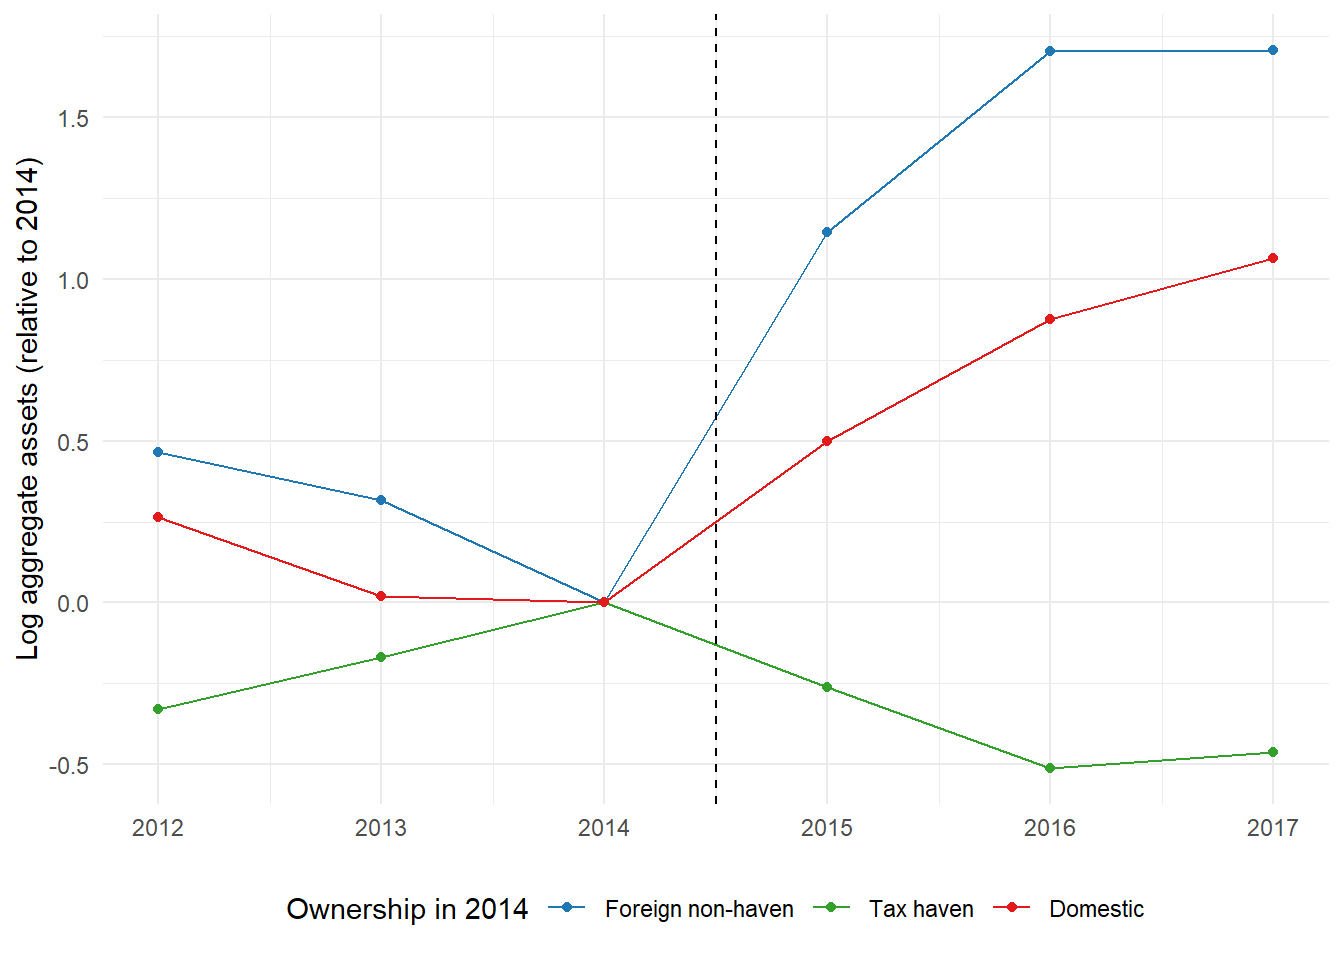 Log aggregate assets (relative to 2014)
1.5
1.0
0.5
0.0
-0.5
2012 2013 2014 2015 2016 2017
Ownership in 2014 Foreign non-haven Tax haven Domestic